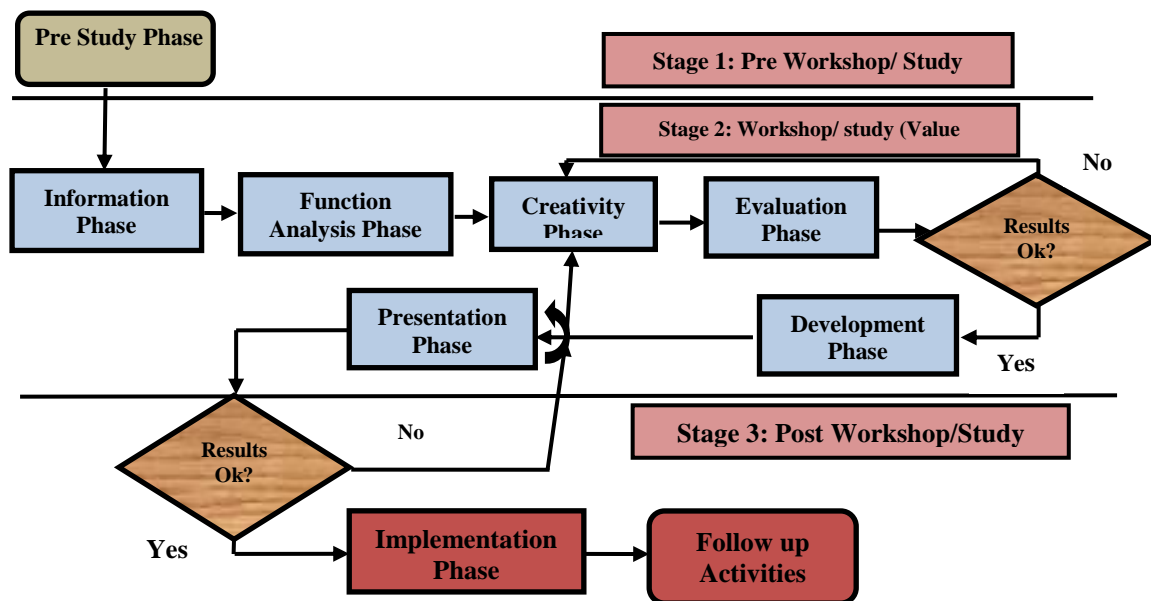 Pre Study Phase
Stage 1: Pre Workshop/ Study
Stage 2: Workshop/ study (Value
No
Information
Phase
Function
Analysis Phase
Creativity
Phase
Evaluation
Phase
Results
Ok?
Presentation
Phase
Development
Phase
Yes
Stage 3: Post Workshop/Study
No
Results
Ok?
Yes
Implementation
Phase
Follow up
Activities